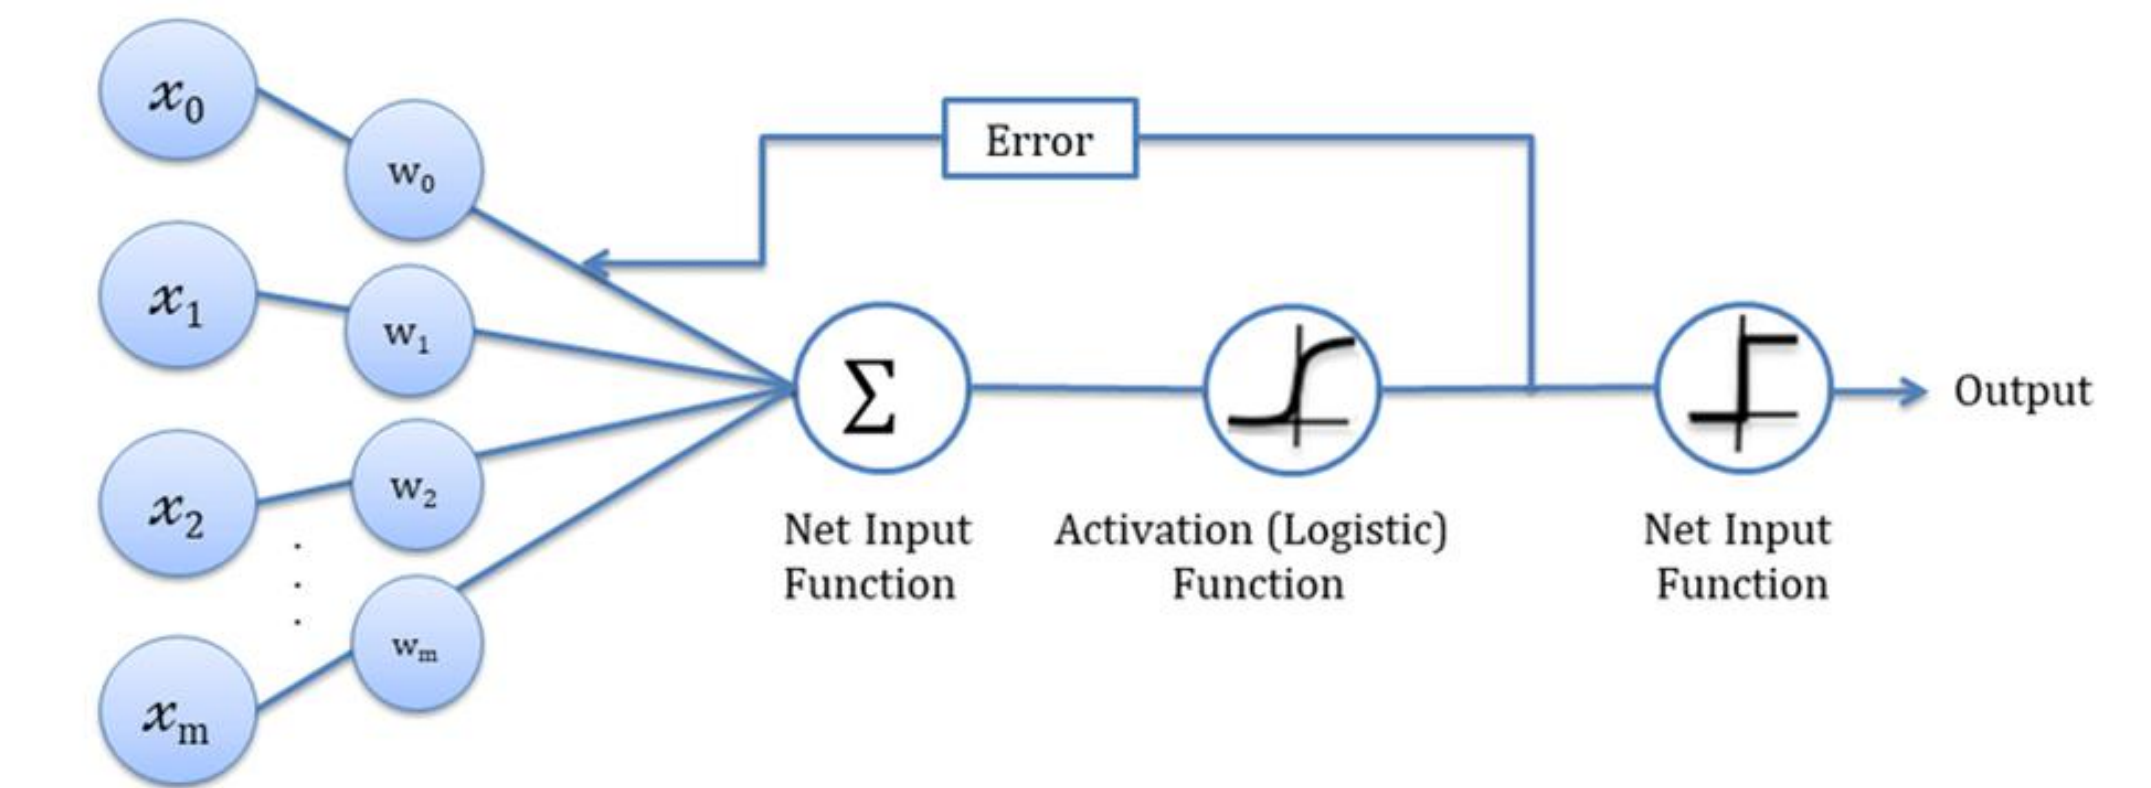 x₀
w₀
Error
x₁
w₁
Σ
Output
x₂
w₂
Net Input
Function
Activation (Logistic)
Function
Net Input
Function
.
.
.
wₘ
xₘ